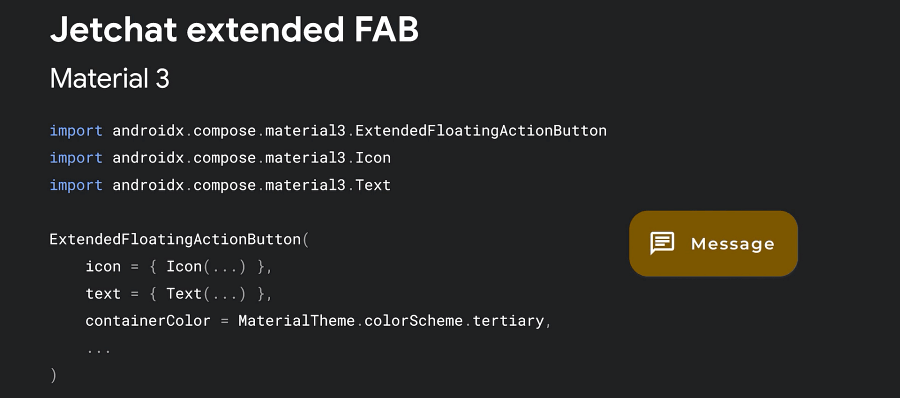 Jetchat extended FAB
Material 3
import androidx.compose.material3.ExtendedFloatingActionButton
import androidx.compose.material3.Icon
import androidx.compose.material3.Text
ExtendedFloatingActionButton(
    icon = { Icon(...) },
    text = { Text(...) },
    containerColor = MaterialTheme.colorScheme.tertiary,
    ...
)
Message